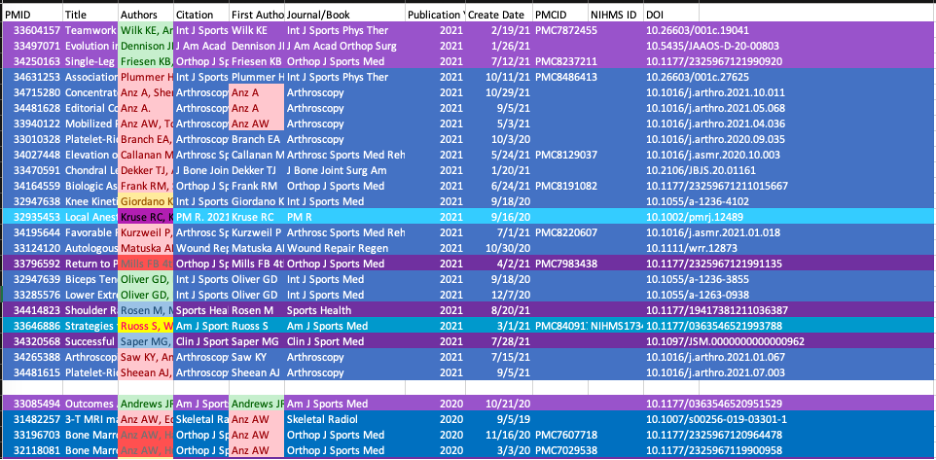 PMID Title Authors Citation First Autho Journal/Book Publication Y Create Date PMCID NIHMS ID DOI
33604157 Teamwork Wilk KE, Ar Int J Sports Wilk KE Int J Sports Phys Ther 2021 2/19/21 PMC7872455 10.26603/001c.19041
33497071 Evolution i Dennison JI J Am Acad Dennison JI J Am Acad Orthop Surg 2021 1/26/21 10.5435/JAAOS-D-20-00803
34250163 Single-Leg Friesen KB, Orthop J Sp Friesen KB Orthop J Sports Med 2021 7/12/21 PMC8237211 10.1177/2325967121990920
34631253 Association Plummer H Int J Sports Plummer H Int J Sports Phys Ther 2021 10/11/21 PMC8486413 10.26603/001c.27625
34715280 Concentrat Anz A, She Arthroscop Anz A Arthroscopy 2021 10/29/21 10.1016/j.arthro.2021.10.011
34481628 Editorial Co Anz A. Arthroscop Anz A Arthroscopy 2021 9/5/21 10.1016/j.arthro.2021.05.068
33940122 Mobilized P Anz AW, To Arthroscop Anz AW Arthroscopy 2021 5/3/21 10.1016/j.arthro.2021.04.036
33010328 Platelet-Ri Branch EA, Arthroscop Branch EA Arthroscopy 2021 10/3/20 10.1016/j.arthro.2020.09.035
34027448 Elevation o Callanan M Arthrosc Sp Callanan M Arthrosc Sports Med Reh 2021 5/24/21 PMC8129037 10.1016/j.asmr.2020.10.003
33470591 Chondral L Dekker TJ, J Bone Join Dekker TJ J Bone Joint Surg Am 2021 1/20/21 10.2106/JBJS.20.01161
34164559 Biologic As Frank RM, Orthop J Sp Frank RM Orthop J Sports Med 2021 6/24/21 PMC8191082 10.1177/23259671211015667
32947638 Knee Kineti Giordano K Int J Sports Giordano K Int J Sports Med 2021 9/18/20 10.1055/a-1236-4102
32935453 Local Anest Kruse RC, K PM R. 2021 Kruse RC PM R 2021 9/16/20 10.1002/pmrj.12489
34195644 Favorable Kurzweil P, Arthrosc Sp Kurzweil P Arthrosc Sports Med Reh 2021 7/1/21 PMC8220607 10.1016/j.asmr.2021.01.018
33124120 Autologous Matuska Al Wound Rep Matuska Al Wound Repair Regen 2021 10/30/20 10.1111/wrr.12873
33796592 Return to P Mills FB 4t Orthop J Sp Mills FB 4t Orthop J Sports Med 2021 4/2/21 PMC7983438 10.1177/2325967121991135
32947639 Biceps Ten Oliver GD, Int J Sports Oliver GD Int J Sports Med 2021 9/18/20 10.1055/a-1236-3855
33285576 Lower Extre Oliver GD, Int J Sports Oliver GD Int J Sports Med 2021 12/7/20 10.1055/a-1263-0938
34414823 Shoulder R Rosen M, M Sports Hea Rosen M Sports Health 2021 8/20/21 10.1177/19417381211036387
33646886 Strategies Ruoss S, W Am J Sport Ruoss S Am J Sports Med 2021 3/1/21 PMC84091 NIHMS173 10.1177/0363546521993788
34320568 Successful Saper MG, Clin J Sport Saper MG Clin J Sport Med 2021 7/28/21 10.1097/JSM.0000000000000962
34265388 Arthroscop Saw KY, An Arthroscop Saw KY Arthroscopy 2021 7/15/21 10.1016/j.arthro.2021.01.067
34481615 Platelet-Ric Sheean AJ, Arthroscop Sheean AJ Arthroscopy 2021 9/5/21 10.1016/j.arthro.2021.07.003
33085494 Outcomes Andrews JF Am J Sport Andrews JF Am J Sports Med 2020 10/21/20 10.1177/0363546520951529
31482257 3-T MRI m Anz AW, Ed Skeletal Ra Anz AW Skeletal Radiol 2020 9/5/19 10.1007/s00256-019-03301-1
33196703 Bone Marr Anz AW, H Orthop J Sp Anz AW Orthop J Sports Med 2020 11/16/20 PMC7607718 10.1177/2325967120964478
32118081 Bone Marr Anz AW, H Orthop J Sp Anz AW Orthop J Sports Med 2020 3/3/20 PMC7029538 10.1177/2325967119900958